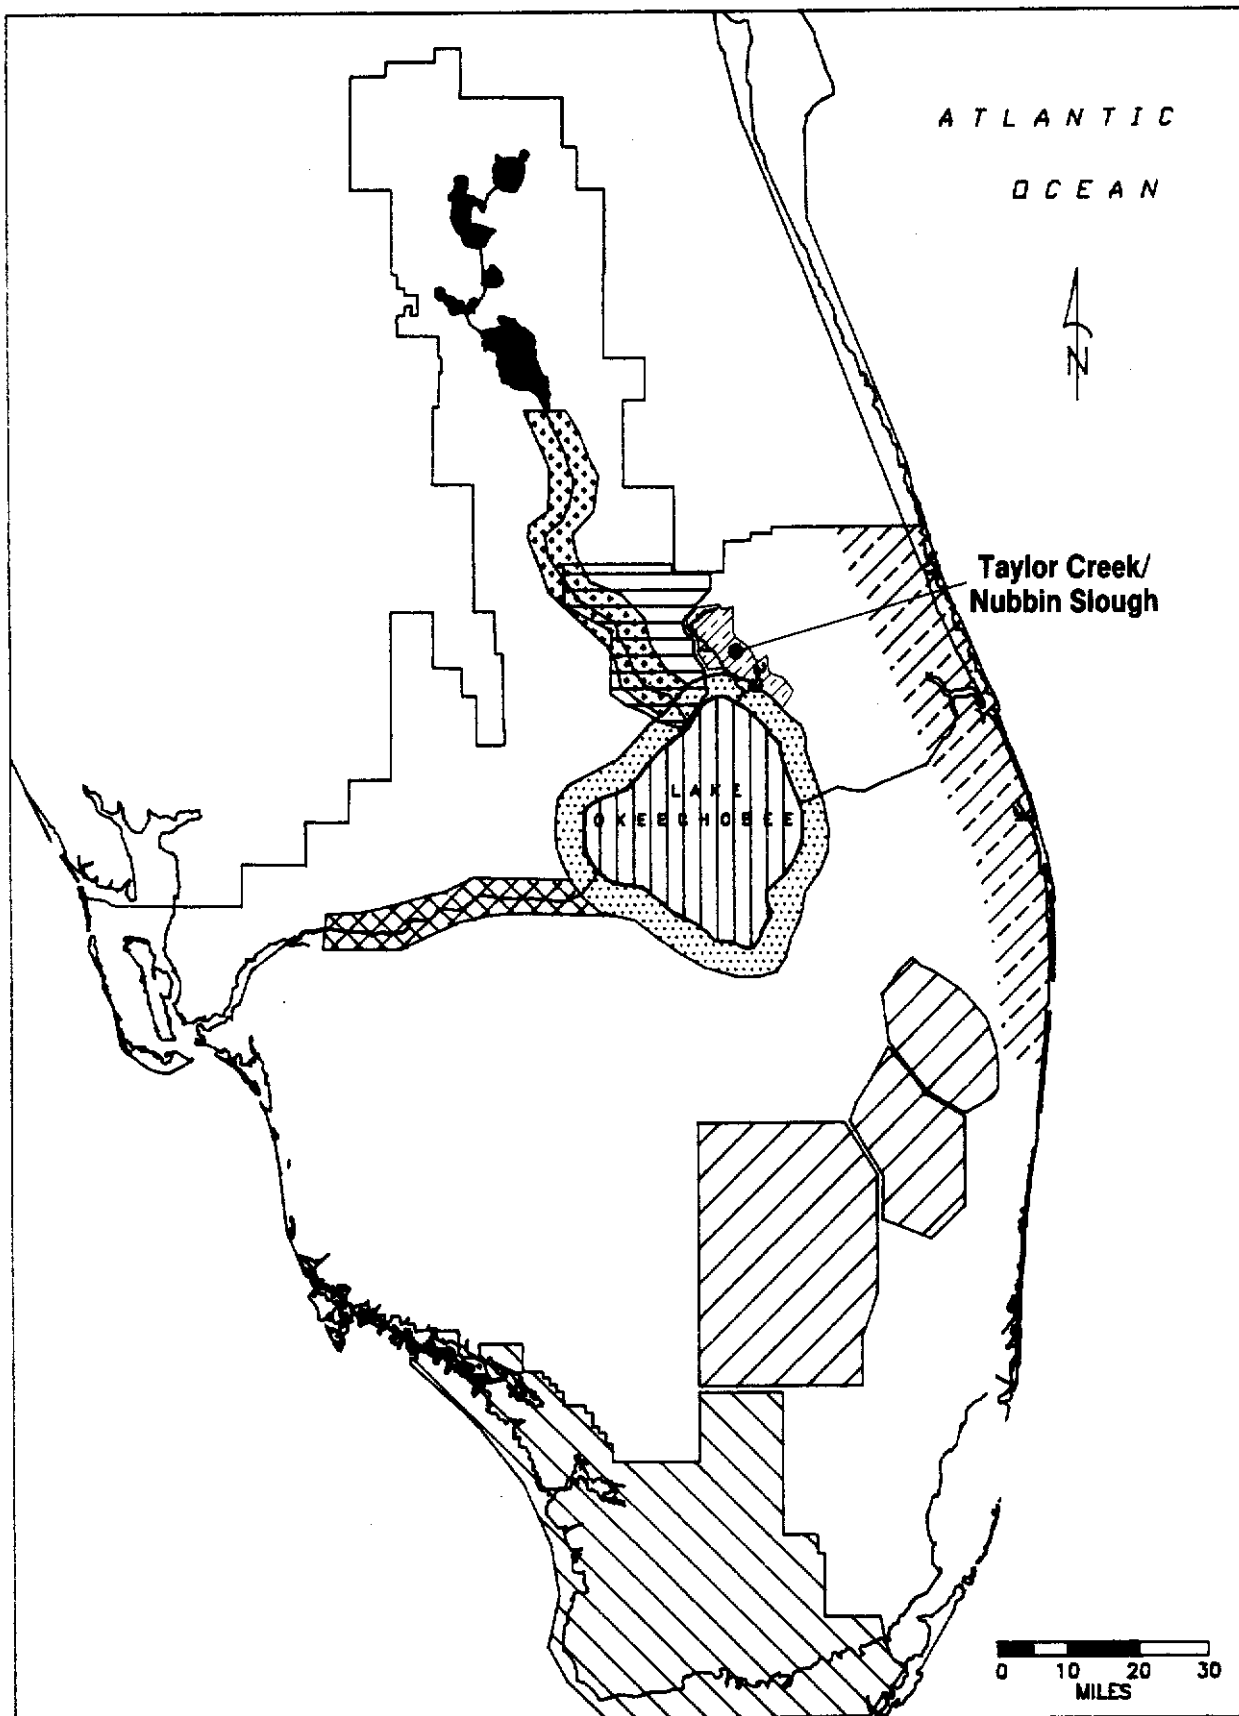 ATLANTIC
OCEAN
N
Taylor Creek/
Nubbin Slough
LAKE
OKEECHOBEE
0 10 20 30
MILES